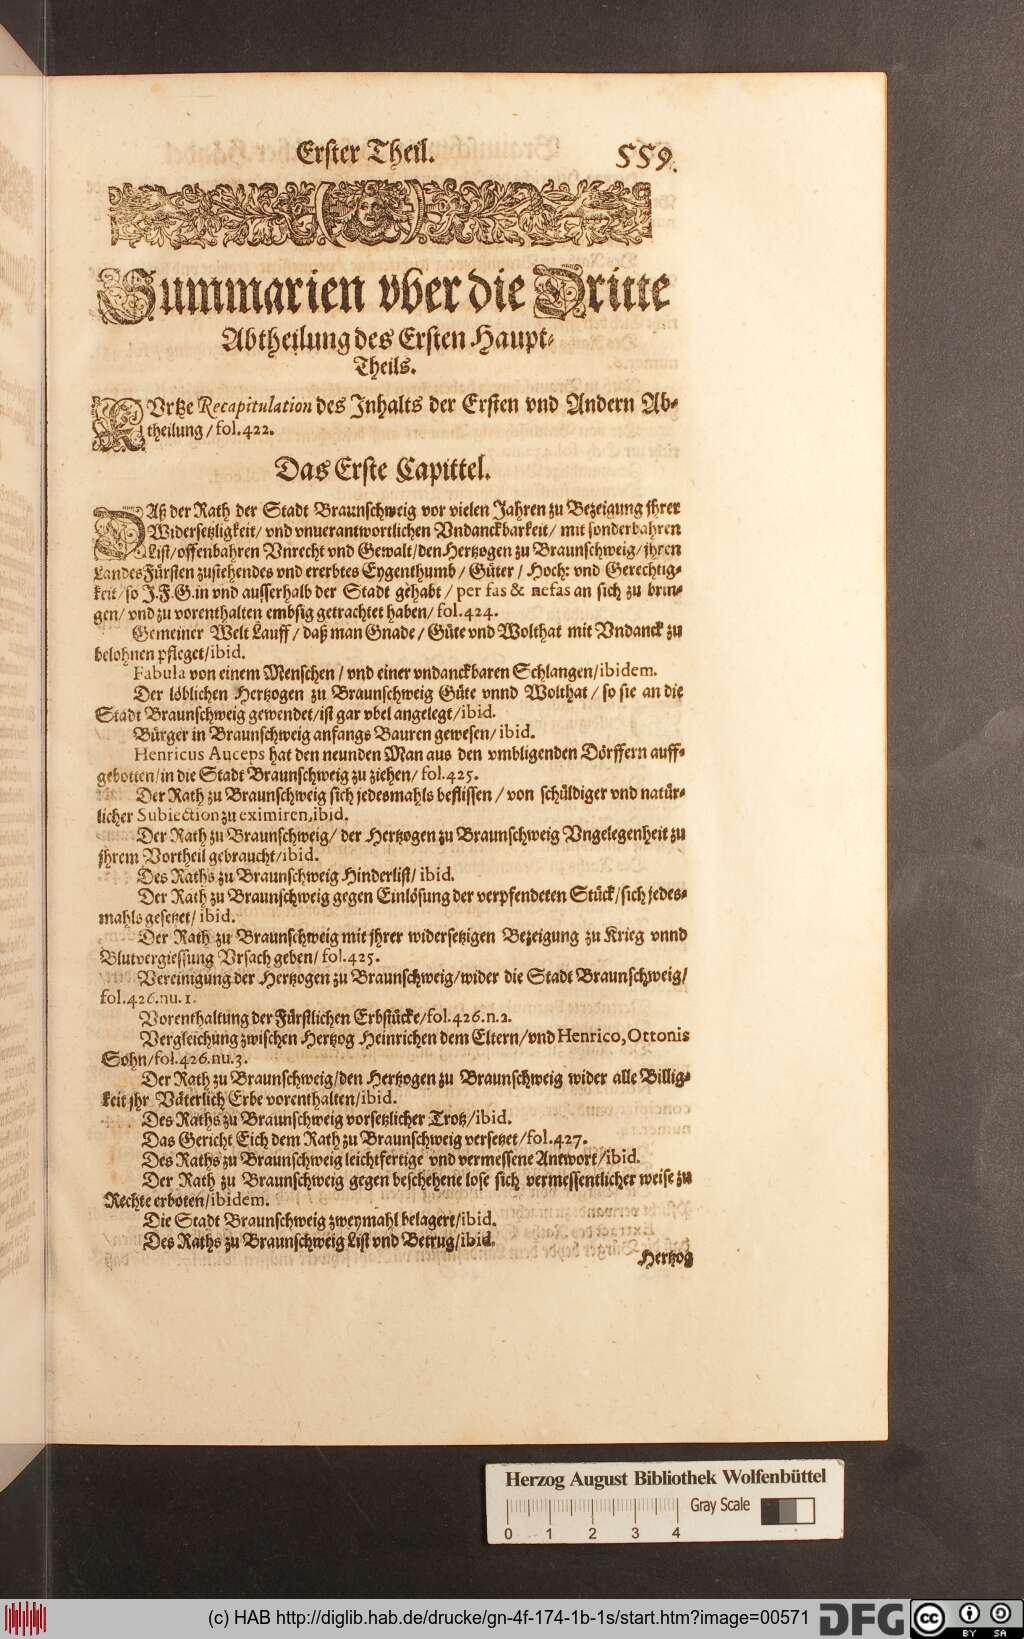 Erster Theil. 559.
Summarien vber die Dritte
Abtheilung des Ersten Haupt-
Theils.
KVrtze Recapitulation des Inhalts der Ersten vnd Andern Ab-
theilung / fol. 422.
Das Erste Capittel.
DAß der Rath der Stadt Braunschweig vor vielen Jahren zu Bezeigung jhrer
Widersetzligkeit / vnd vnuerantwortlichen Vndanckbarkeit / mit sonderbahren
List / offenbahren Vnrecht vnd Gewalt / den Hertzogen zu Braunschweig / jhren
LandesFürsten zustehendes vnd ererbtes Eygenthumb / Güter / Hoch: vnd Gerechtig-
keit / so J. F. G. in vnd ausserhalb der Stadt gehabt / per fas & nefas an sich zu brin-
gen / vnd zu vorenthalten embsig getrachtet haben / fol. 424.
Gemeiner Welt Lauff / daß man Gnade / Güte vnd Wolthat mit Vndanck zu
belohnen pfleget / ibid.
Fabula von einem Menschen / vnd einer vndanckbaren Schlangen / ibidem.
Der löblichen Hertzogen zu Braunschweig Güte vnnd Wolthat / so sie an die
Stadt Braunschweig gewendet / ist gar vbel angelegt / ibid.
Bürger in Braunschweig anfangs Bauren gewesen / ibid.
Henricus Auceps hat den neunden Man aus den vmbligenden Dörffern auff-
gebotten / in die Stadt Braunschweig zu ziehen / fol. 425.
Der Rath zu Braunschweig sich jedesmahls beflissen / von schüldiger vnd natür-
licher Subiection zu eximiren, ibid.
Der Rath zu Braunschweig / der Hertzogen zu Braunschweig Vngelegenheit zu
jhrem Vortheil gebraucht / ibid.
Des Raths zu Braunschweig Hinderlist / ibid.
Der Rath zu Braunschweig gegen Einlösung der verpfendeten Stück / sich jedes-
mahls gesetzet / ibid.
Der Rath zu Braunschweig mit jhrer widersetzigen Bezeigung zu Krieg vnnd
Blutvergiessung Vrsach geben / fol. 425.
Vereinigung der Hertzogen zu Braunschweig / wider die Stadt Braunschweig /
fol. 426. nu. 1.
Vorenthaltung der Fürstlichen Erbstücke / fol. 426. n. 2.
Vergleichung zwischen Hertzog Heinrichen dem Eltern / vnd Henrico, Ottonis
Sohn / fol. 426. nu. 3.
Der Rath zu Braunschweig / den Hertzogen zu Braunschweig wider alle Billig-
keit jhr Väterlich Erbe vorenthalten / ibid.
Des Raths zu Braunschweig vorsetzlicher Trotz / ibid.
Das Gericht Eich dem Rath zu Braunschweig versetzet / fol. 427.
Des Raths zu Braunschweig leichtfertige vnd vermessene Antwort / ibid.
Der Rath zu Braunschweig gegen beschehene lose sich vermessentlicher weise zu
Rechte erboten / ibidem.
Die Stadt Braunschweig zweymahl belagert / ibid.
Des Raths zu Braunschweig List vnd Betrug / ibid.
Hertzog
Herzog August Bibliothek Wolfenbüttel
Gray Scale
0 1 2 3 4
(c) HAB http://diglib.hab.de/drucke/gn-4f-174-1b-1s/start.htm?image=00571
DFG
cc BY SA